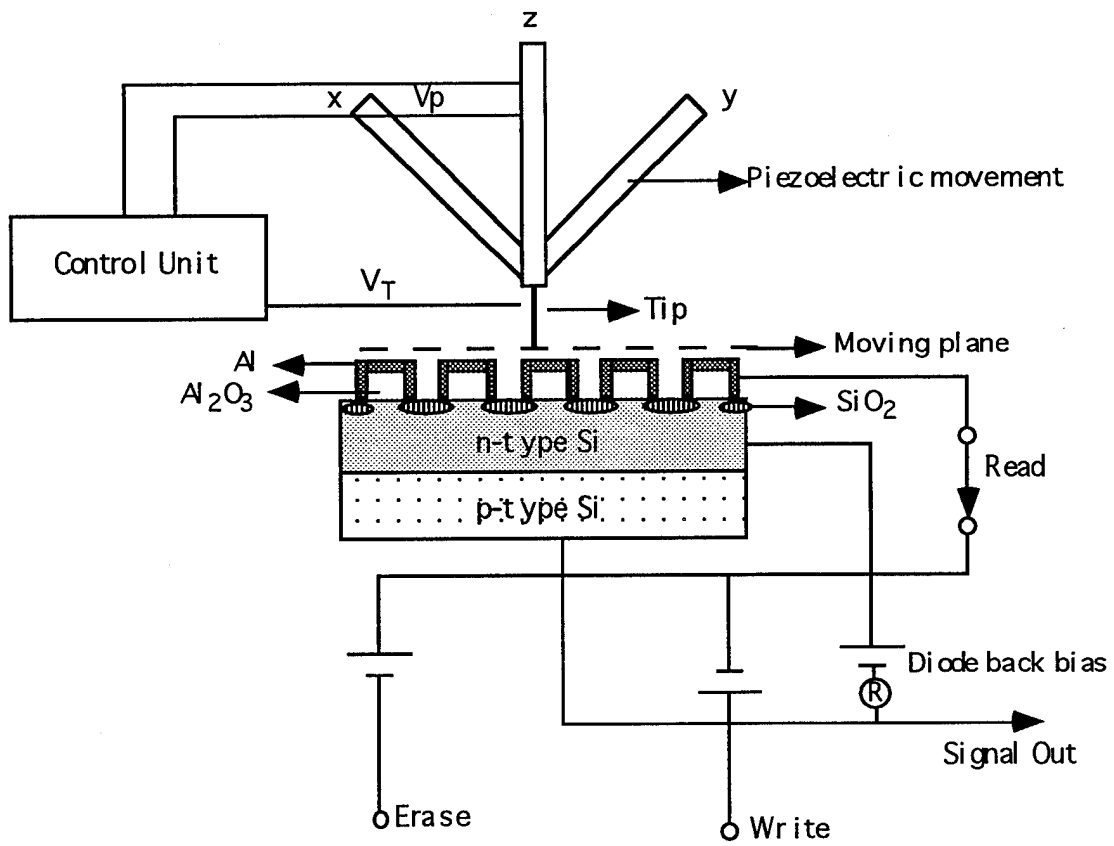 z
x
Vp
y
Piezoelectric movement
Control Unit
V_T
Tip
Moving plane
Al
Al₂O₃
SiO₂
n-type Si
Read
p-type Si
Diode back bias
R
Signal Out
Erase
Write